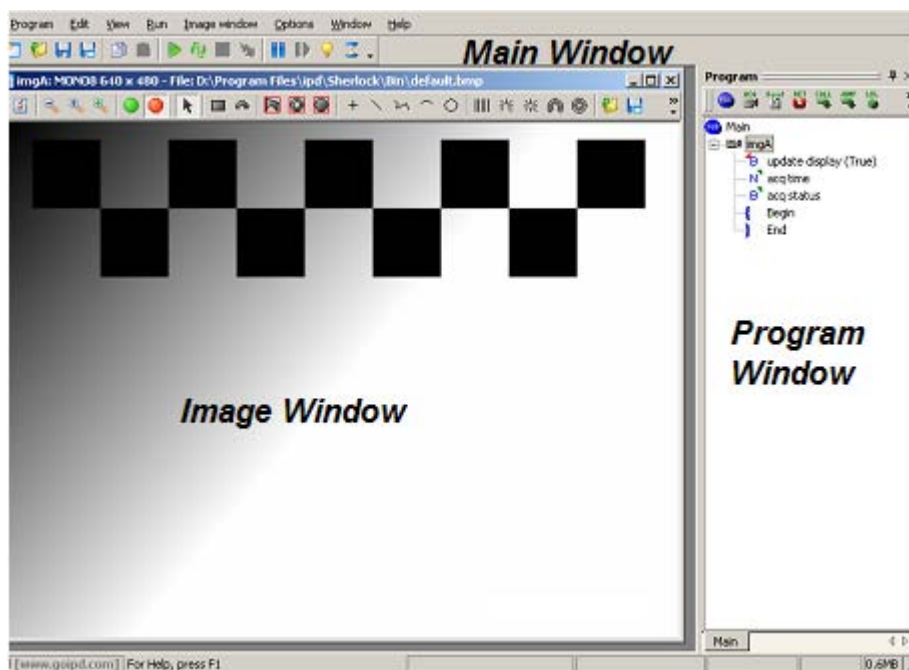 Program Edit View Run Image window Options Window Help
Main Window
imgA: MONO8 640 x 480 - File: D:\Program Files\ipd\Sherlock\Bin\default.bmp
Program
Main
imgA
B update display (True)
N acq time
B acq status
{ Begin
} End
Program
Window
Image Window
Main
[www.goipd.com] For Help, press F1
0.6MB